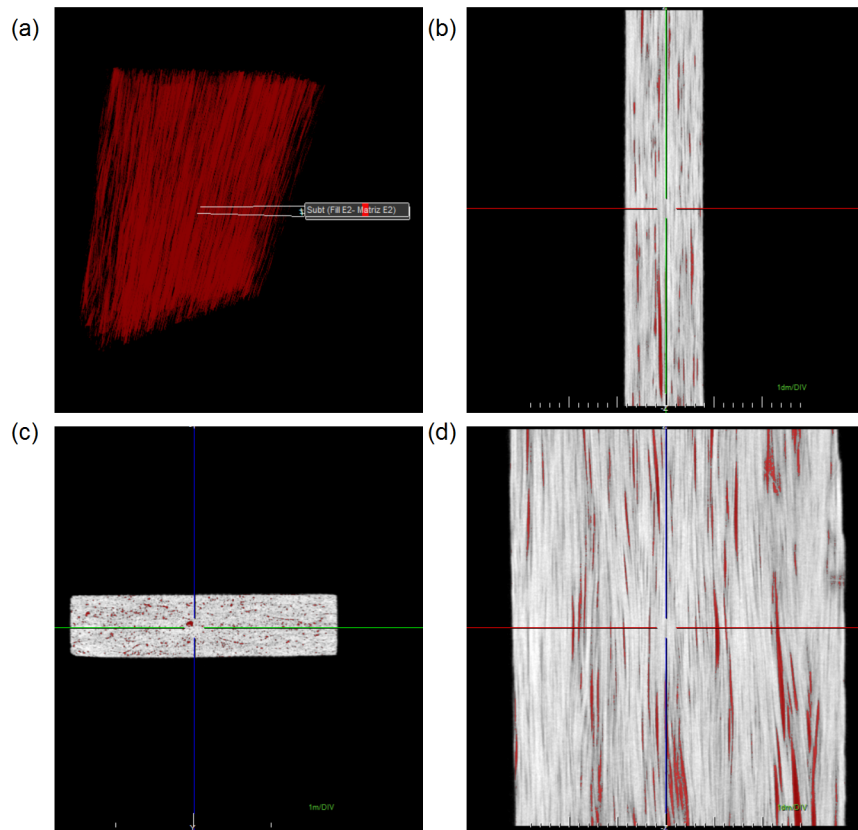 (a)
(b)
Subt (Fill E2- Matriz E2)
1dm/DIV
-Z
(c)
(d)
1m/DIV
1dm/DIV